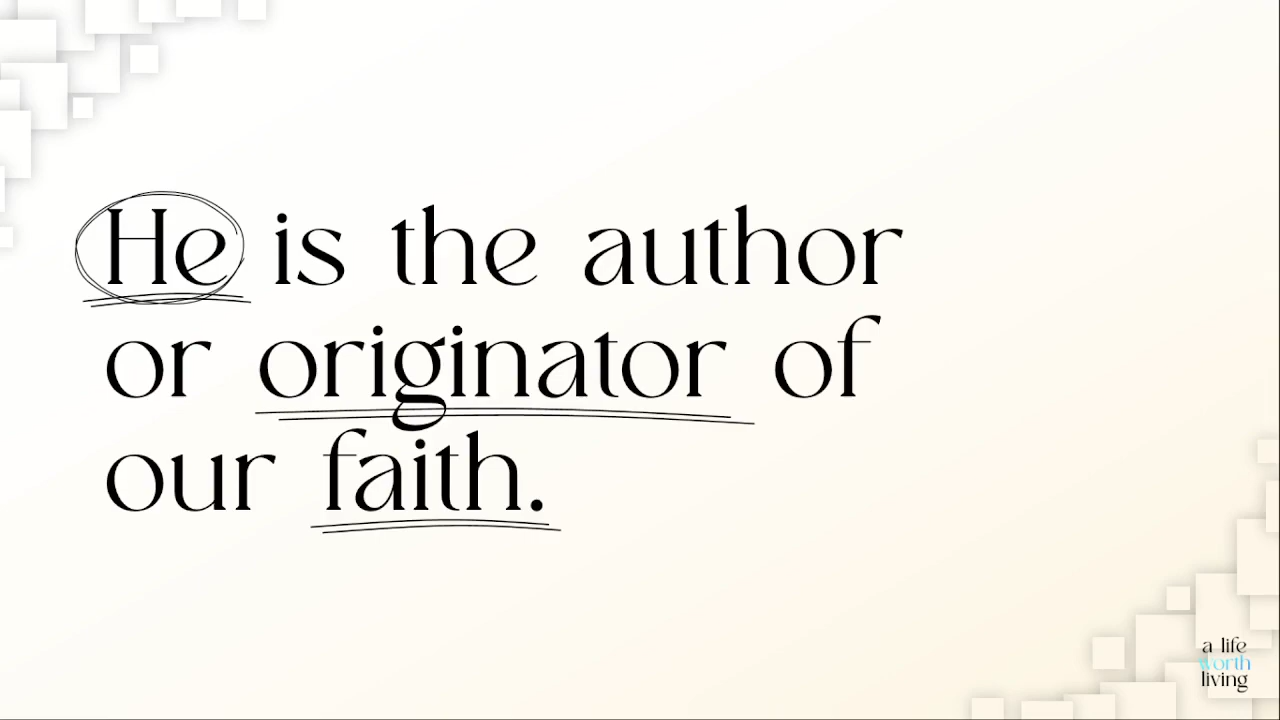 He is the author
or originator of
our faith.
a life
worth
living